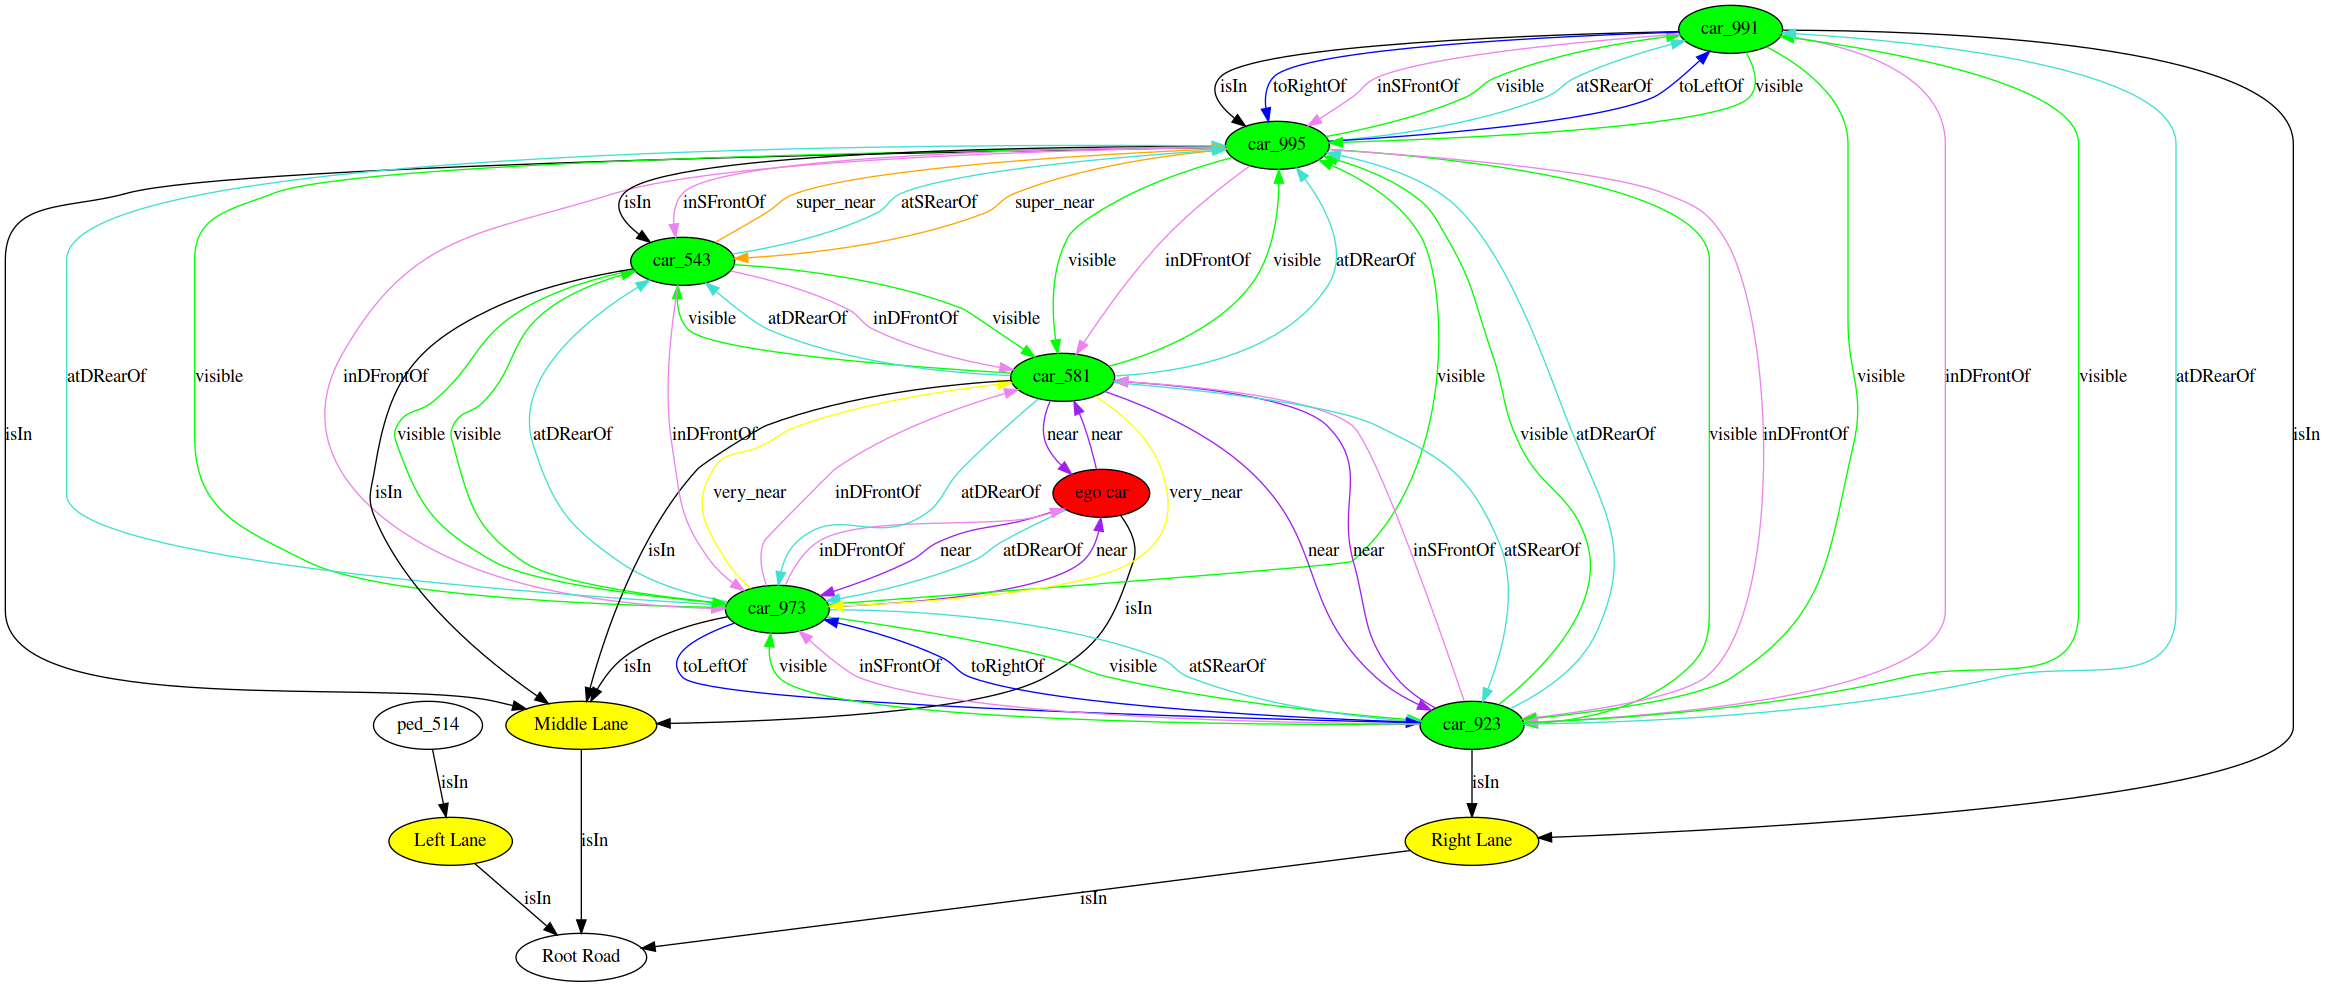 car_991
isIn
toRightOf
inSFrontOf
visible
atSRearOf
toLeftOf
visible
car_995
isIn
inSFrontOf
super_near
atSRearOf
super_near
car_543
visible
inDFrontOf
visible
atDRearOf
visible
atDRearOf
inDFrontOf
visible
atDRearOf
visible
inDFrontOf
car_581
visible
visible
inDFrontOf
visible
atDRearOf
isIn
visible
visible
atDRearOf
inDFrontOf
near
near
visible
visible
atDRearOf
visible
inDFrontOf
isIn
isIn
very_near
inDFrontOf
atDRearOf
ego car
very_near
isIn
inDFrontOf
near
atDRearOf
near
near
near
inSFrontOf
atSRearOf
car_973
isIn
isIn
toLeftOf
visible
inSFrontOf
toRightOf
visible
atSRearOf
ped_514
Middle Lane
car_923
isIn
isIn
Left Lane
isIn
Right Lane
isIn
isIn
Root Road